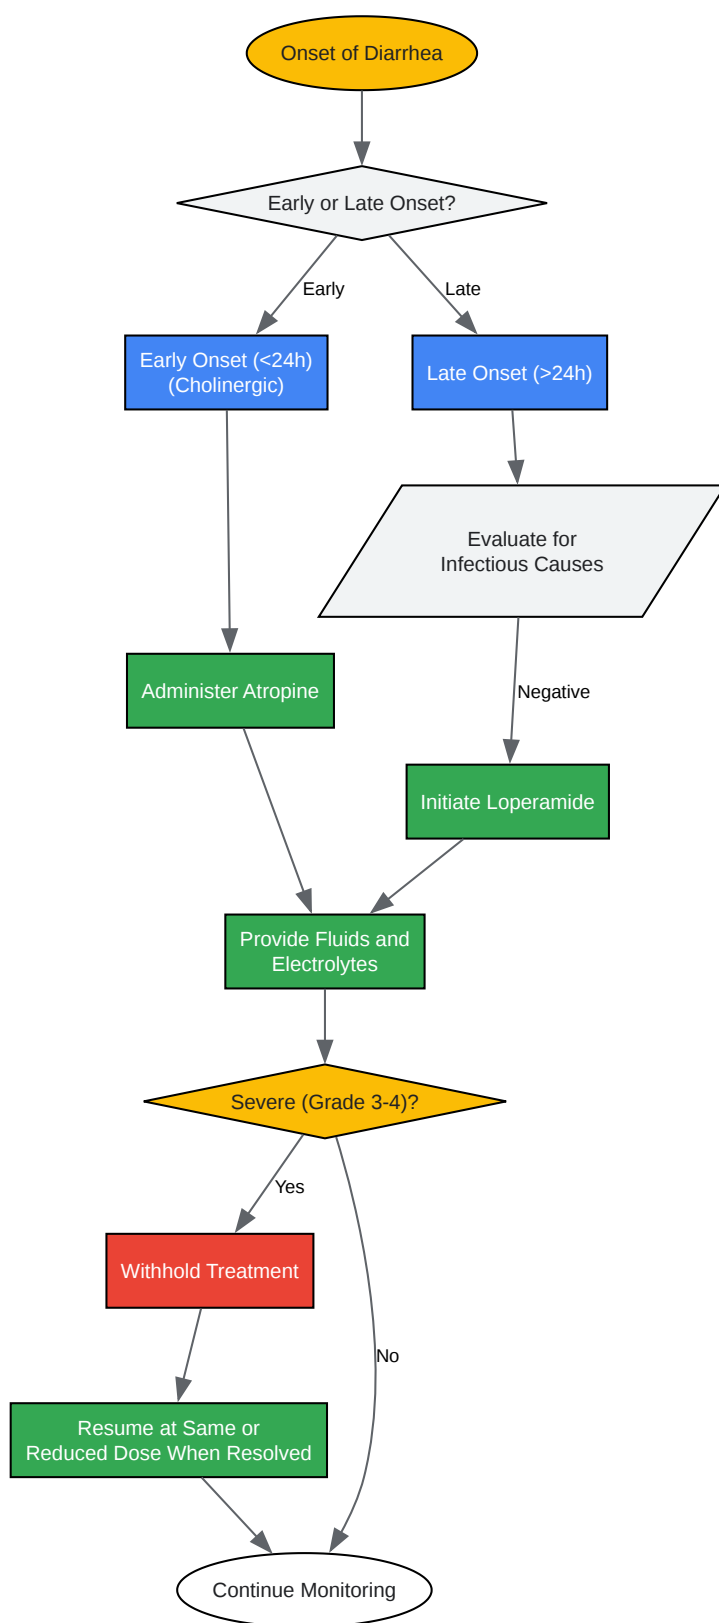 Onset of Diarrhea
Early or Late Onset?
Early
Late
Early Onset (<24h)
(Cholinergic)
Late Onset (>24h)
Evaluate for
Infectious Causes
Administer Atropine
Negative
Initiate Loperamide
Provide Fluids and
Electrolytes
Severe (Grade 3-4)?
Yes
Withhold Treatment
No
Resume at Same or
Reduced Dose When Resolved
Continue Monitoring